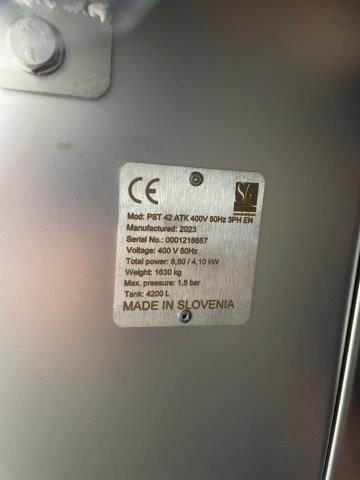 CE
Mod: PST 42 ATK 400V 50Hz 3PH EN
Manufactured: 2023
Serial No.: 0001218657
Voltage: 400 V 50Hz
Total power: 8,80 / 4,10 kW
Weight: 1630 kg
Max. pressure: 1,5 bar
Tank: 4200 L
MADE IN SLOVENIA